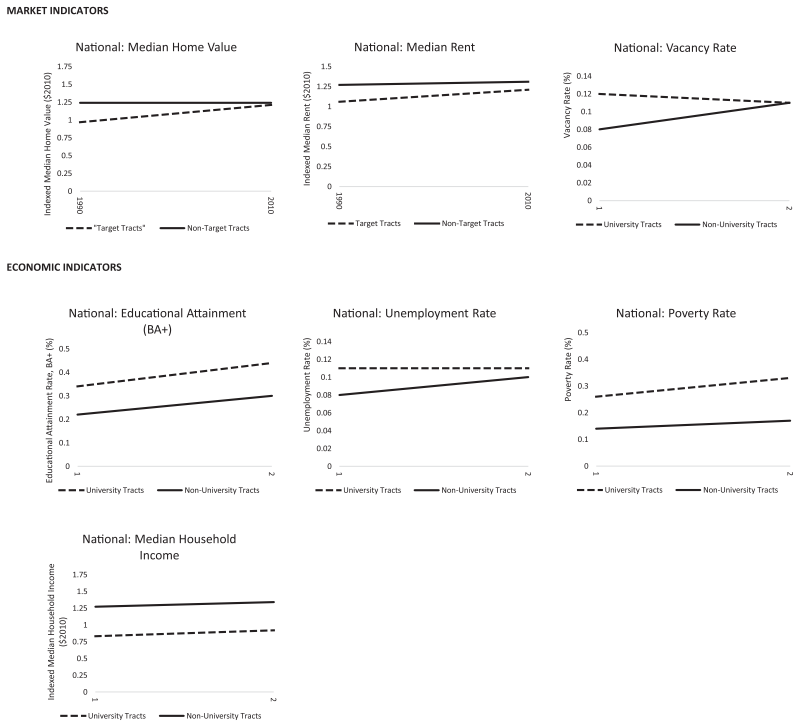 MARKET INDICATORS
National: Median Home Value
Indexed Median Home Value ($2010)
1.75
1.5
1.25
1
0.75
0.5
0.25
0
1990
2010
"Target Tracts"
Non-Target Tracts
National: Median Rent
Indexed Median Rent ($2010)
1.5
1.25
1
0.75
0.5
0.25
0
1990
2010
Target Tracts
Non-Target Tracts
National: Vacancy Rate
Vacancy Rate (%)
0.14
0.12
0.1
0.08
0.06
0.04
0.02
0
1
2
University Tracts
Non-University Tracts
ECONOMIC INDICATORS
National: Educational Attainment
(BA+)
Educational Attainment Rate, BA+ (%)
0.5
0.4
0.3
0.2
0.1
0
1
2
University Tracts
Non-University Tracts
National: Unemployment Rate
Unemployment Rate (%)
0.14
0.12
0.1
0.08
0.06
0.04
0.02
0
1
2
University Tracts
Non-University Tracts
National: Poverty Rate
Poverty Rate (%)
0.5
0.4
0.3
0.2
0.1
0
1
2
University Tracts
Non-University Tracts
National: Median Household
Income
Indexed Median Household Income
($2010)
1.75
1.5
1.25
1
0.75
0.5
0.25
0
1
2
University Tracts
Non-University Tracts